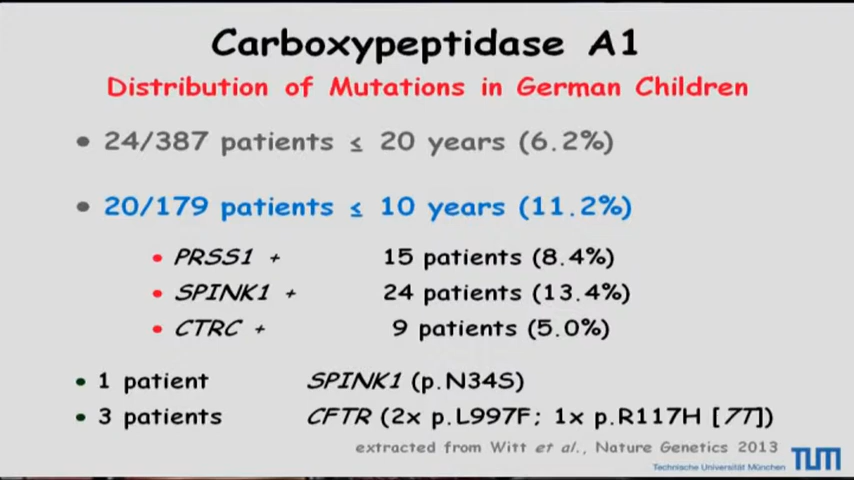 Carboxypeptidase A1
Distribution of Mutations in German Children
• 24/387 patients ≤ 20 years (6.2%)
• 20/179 patients ≤ 10 years (11.2%)
• PRSS1 + 15 patients (8.4%)
• SPINK1 + 24 patients (13.4%)
• CTRC + 9 patients (5.0%)
• 1 patient SPINK1 (p.N34S)
• 3 patients CFTR (2x p.L997F; 1x p.R117H [7T])
extracted from Witt et al., Nature Genetics 2013
TUM
Technische Universität München